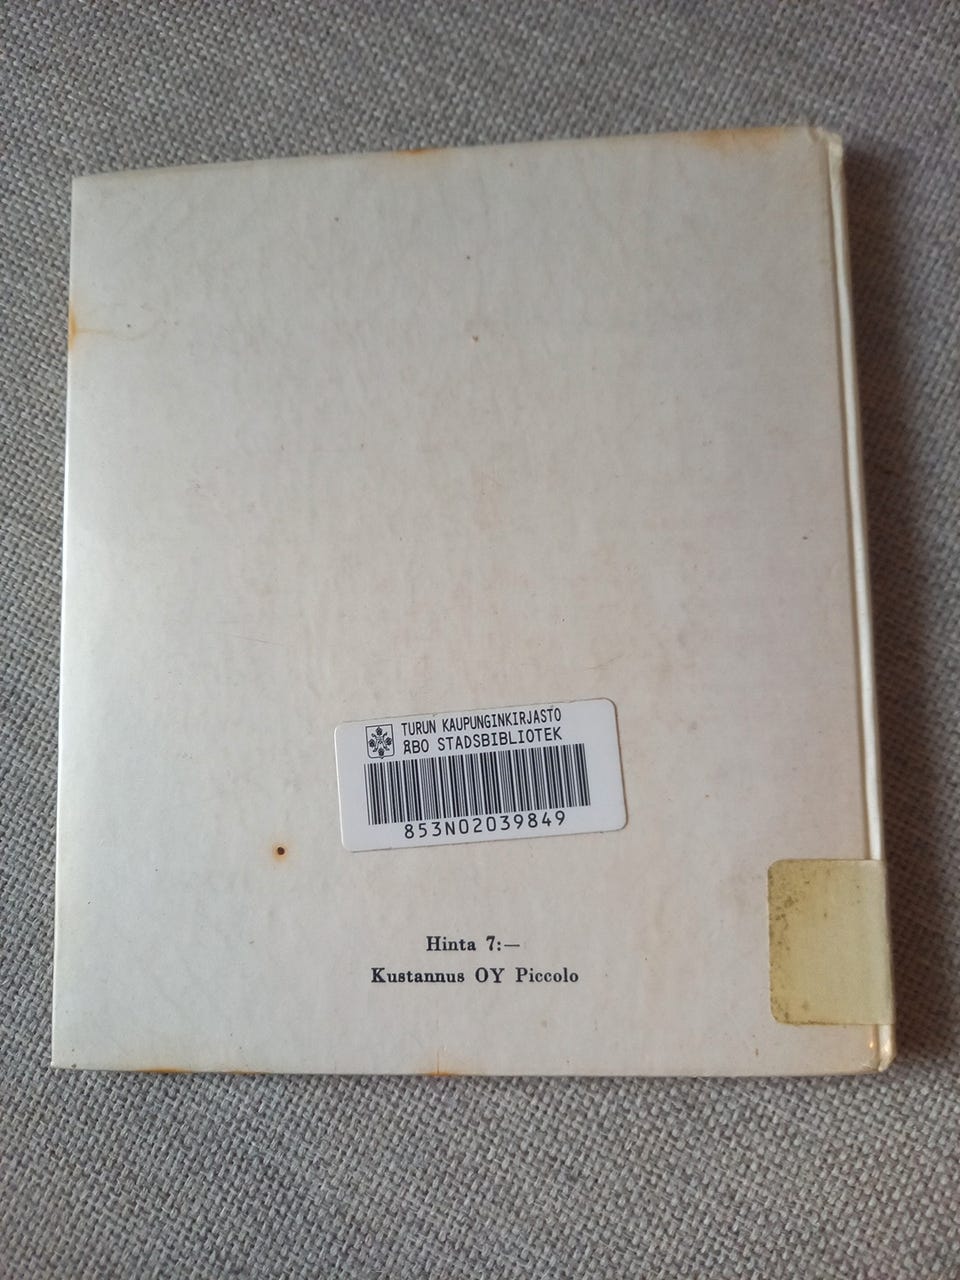 TURUN KAUPUNGINKIRJASTO
ÅBO STADSBIBLIOTEK
853N02039849
Hinta 7:—
Kustannus OY Piccolo